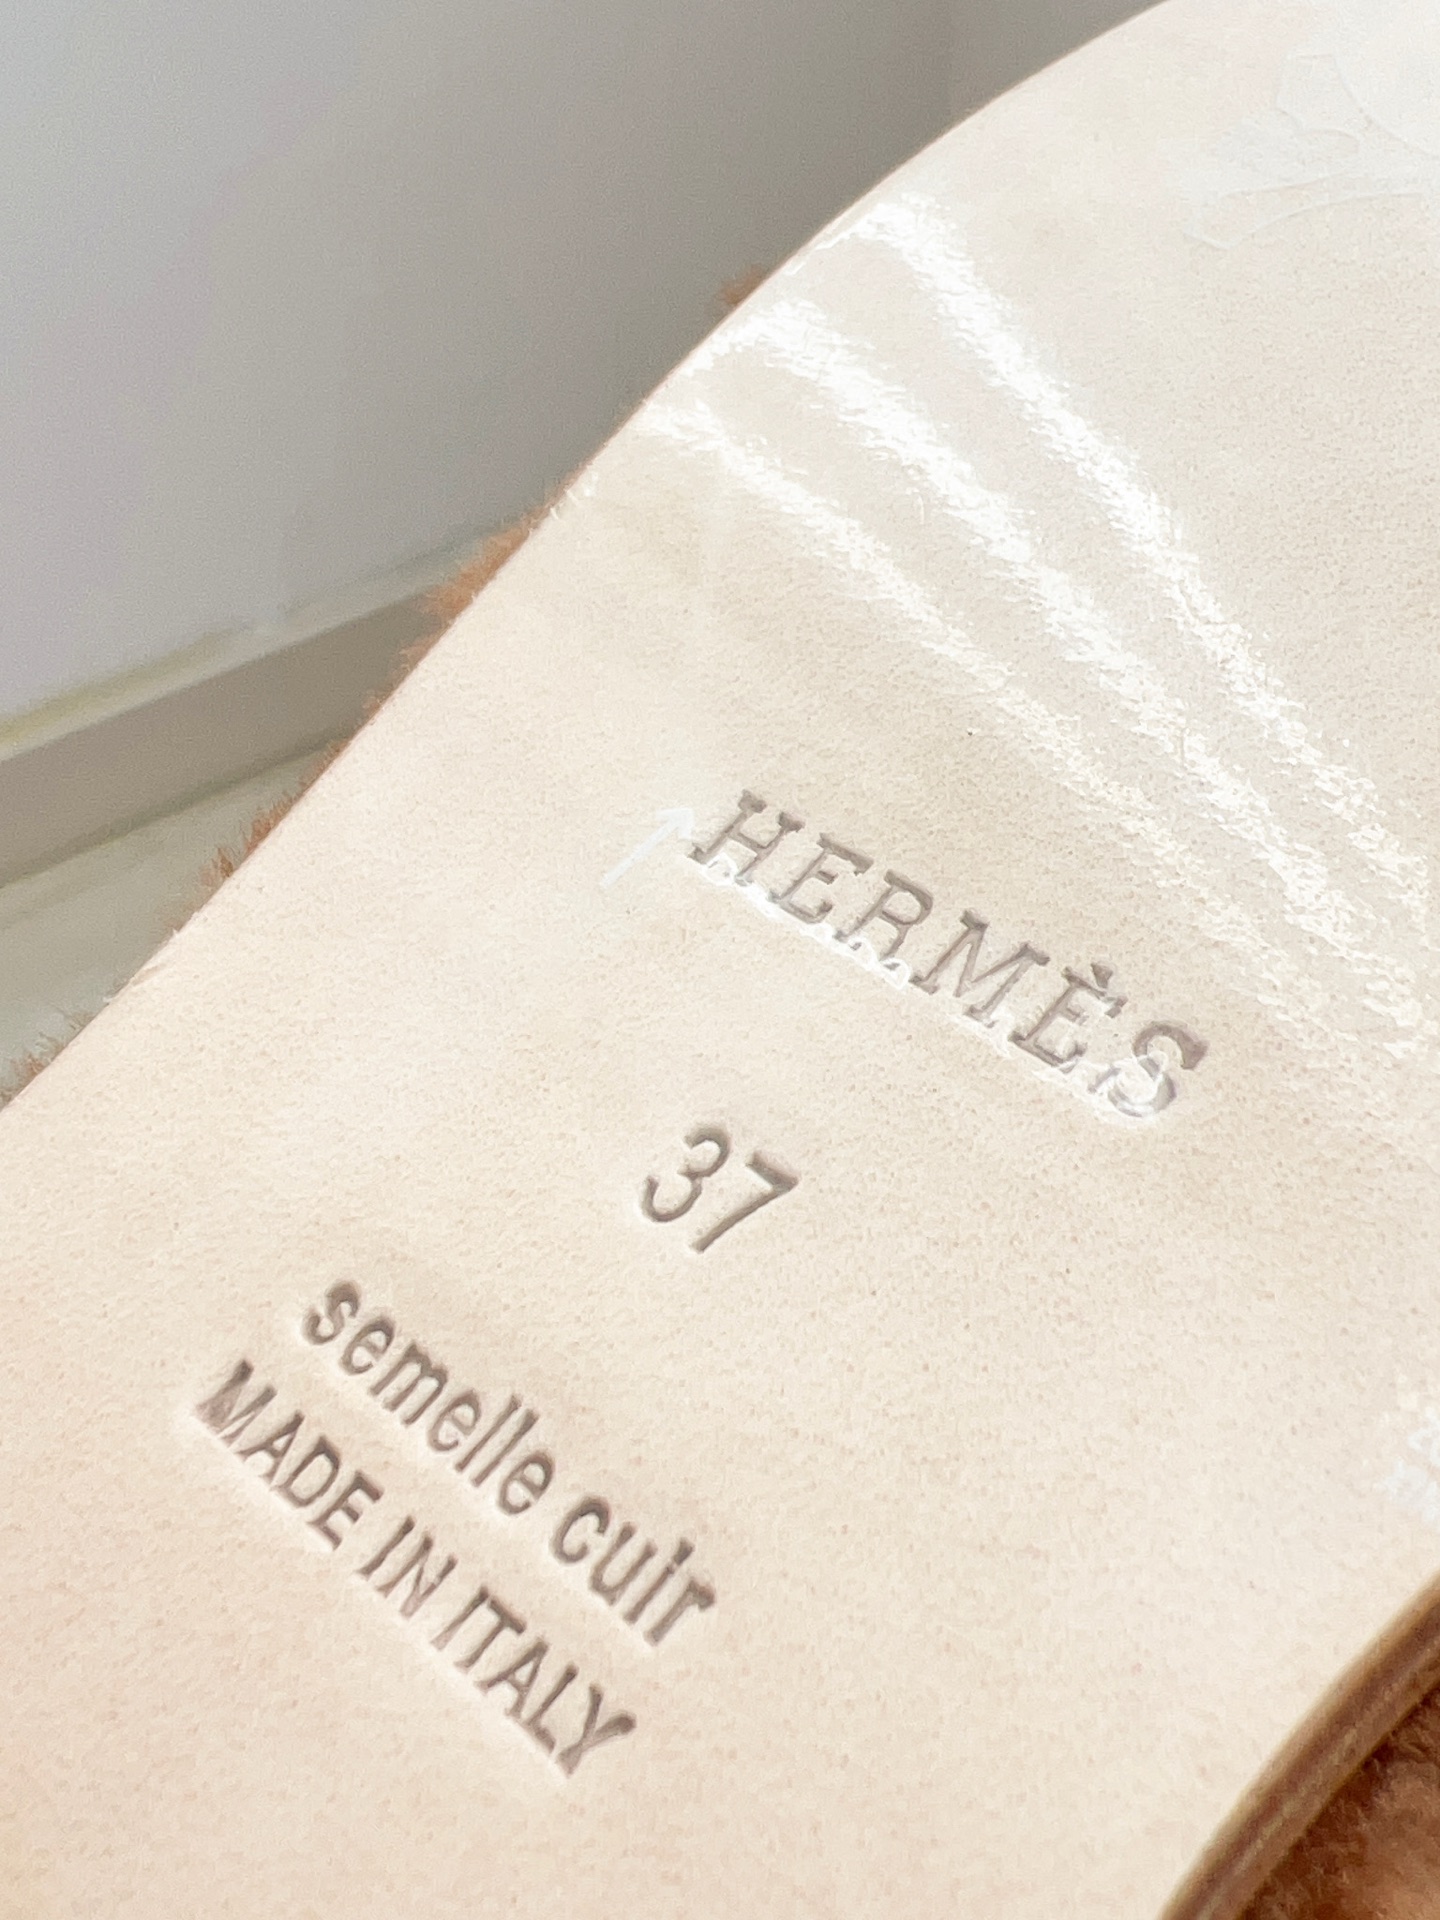 HERMÈS
37
semelle cuir
MADE IN ITALY